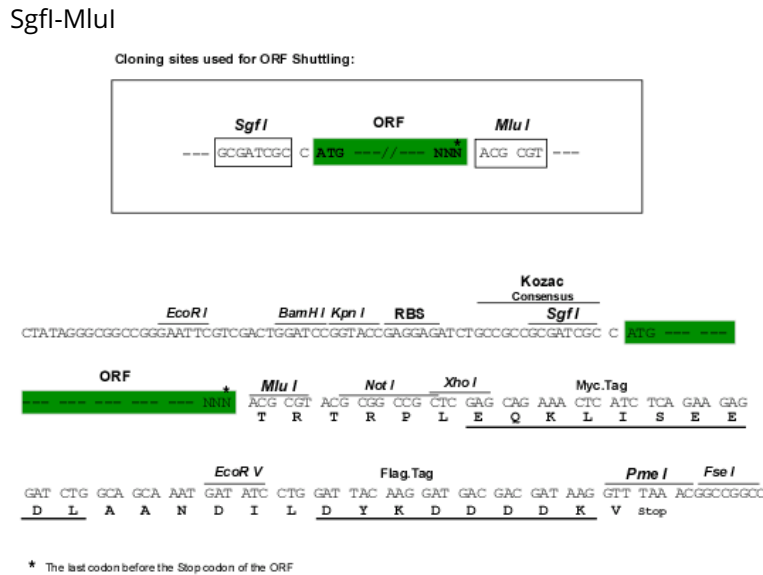 SgfI-MluI
Cloning sites used for ORF Shuttling:
Sgf I ORF Mlu I
--- GCGATCGC C ATG ---//--- NNN* ACG CGT ---
Kozac
Consensus
EcoR I BamH I Kpn I RBS Sgf I
CTATAGGGCGGCCGGGAATTCGTCGACTGGATCCGGTACCGAGGAGATCTGCCGCCGCGATCGC C ATG --- ---
ORF Mlu I Not I Xho I Myc.Tag
--- --- --- --- --- NNN* ACG CGT ACG CGG CCG CTC GAG CAG AAA CTC ATC TCA GAA GAG
T R T R P L E Q K L I S E E
EcoR V Flag.Tag Pme I Fse I
GAT CTG GCA GCA AAT GAT ATC CTG GAT TAC AAG GAT GAC GAC GAT AAG GTT TAA ACGGCCGGCC
D L A A N D I L D Y K D D D D K V Stop
* The last codon before the Stop codon of the ORF